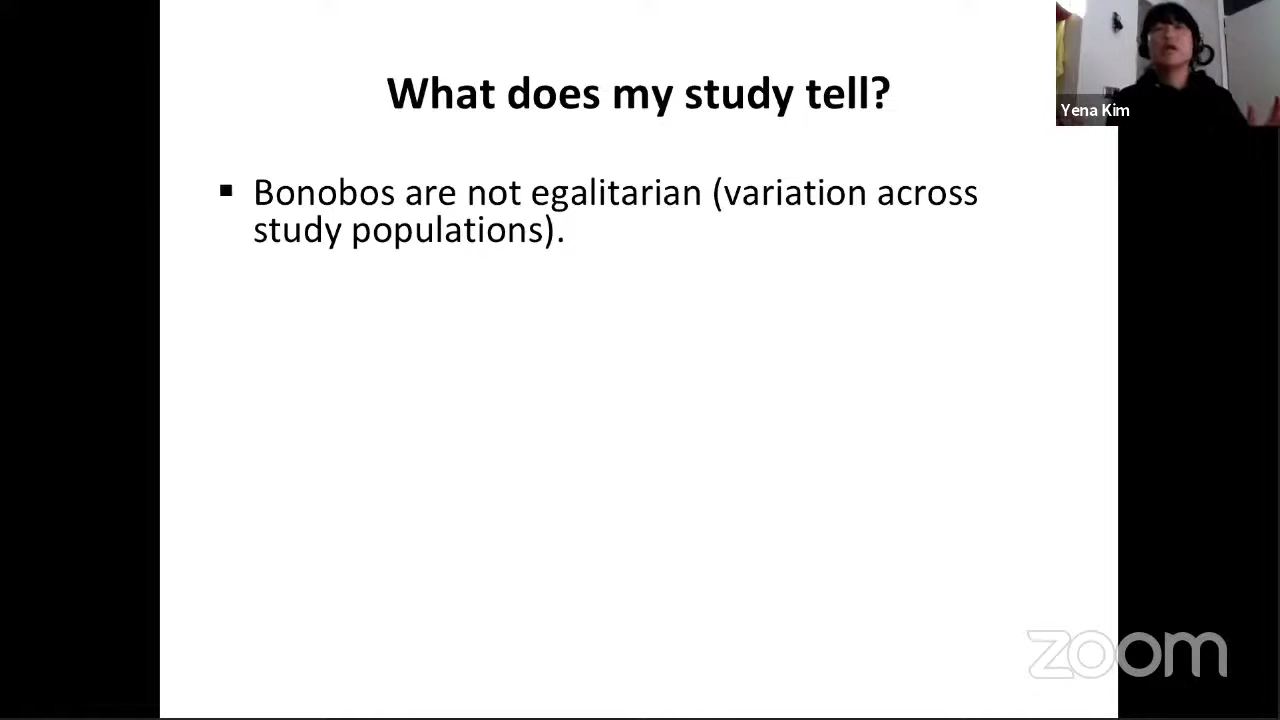 What does my study tell?
Yena Kim
▪ Bonobos are not egalitarian (variation across
study populations).
zoom